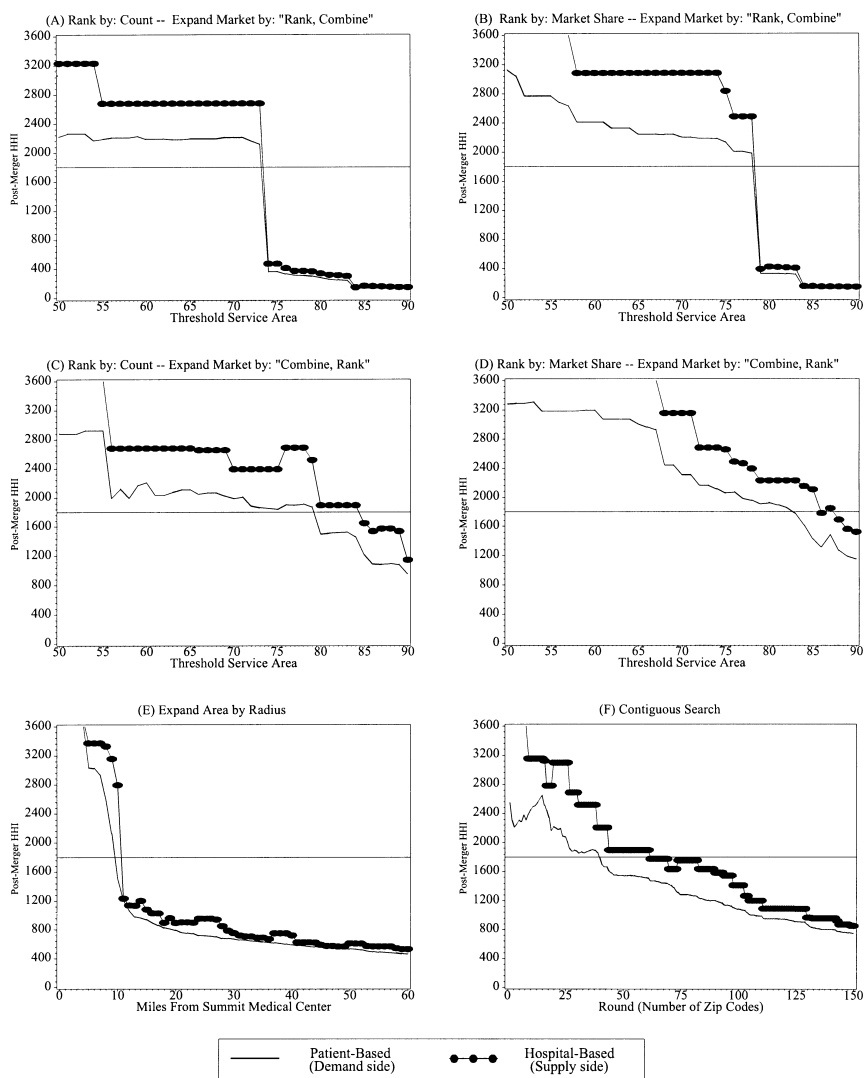 (A) Rank by: Count -- Expand Market by: "Rank, Combine"
Post-Merger HHI
3600
3200
2800
2400
2000
1600
1200
800
400
0
50 55 60 65 70 75 80 85 90
Threshold Service Area
(B) Rank by: Market Share -- Expand Market by: "Rank, Combine"
Post-Merger HHI
3600
3200
2800
2400
2000
1600
1200
800
400
0
50 55 60 65 70 75 80 85 90
Threshold Service Area
(C) Rank by: Count -- Expand Market by: "Combine, Rank"
Post-Merger HHI
3600
3200
2800
2400
2000
1600
1200
800
400
0
50 55 60 65 70 75 80 85 90
Threshold Service Area
(D) Rank by: Market Share -- Expand Market by: "Combine, Rank"
Post-Merger HHI
3600
3200
2800
2400
2000
1600
1200
800
400
0
50 55 60 65 70 75 80 85 90
Threshold Service Area
(E) Expand Area by Radius
Post-Merger HHI
3600
3200
2800
2400
2000
1600
1200
800
400
0
0 10 20 30 40 50 60
Miles From Summit Medical Center
(F) Contiguous Search
Post-Merger HHI
3600
3200
2800
2400
2000
1600
1200
800
400
0
0 25 50 75 100 125 150
Round (Number of Zip Codes)
Patient-Based
(Demand side)
Hospital-Based
(Supply side)